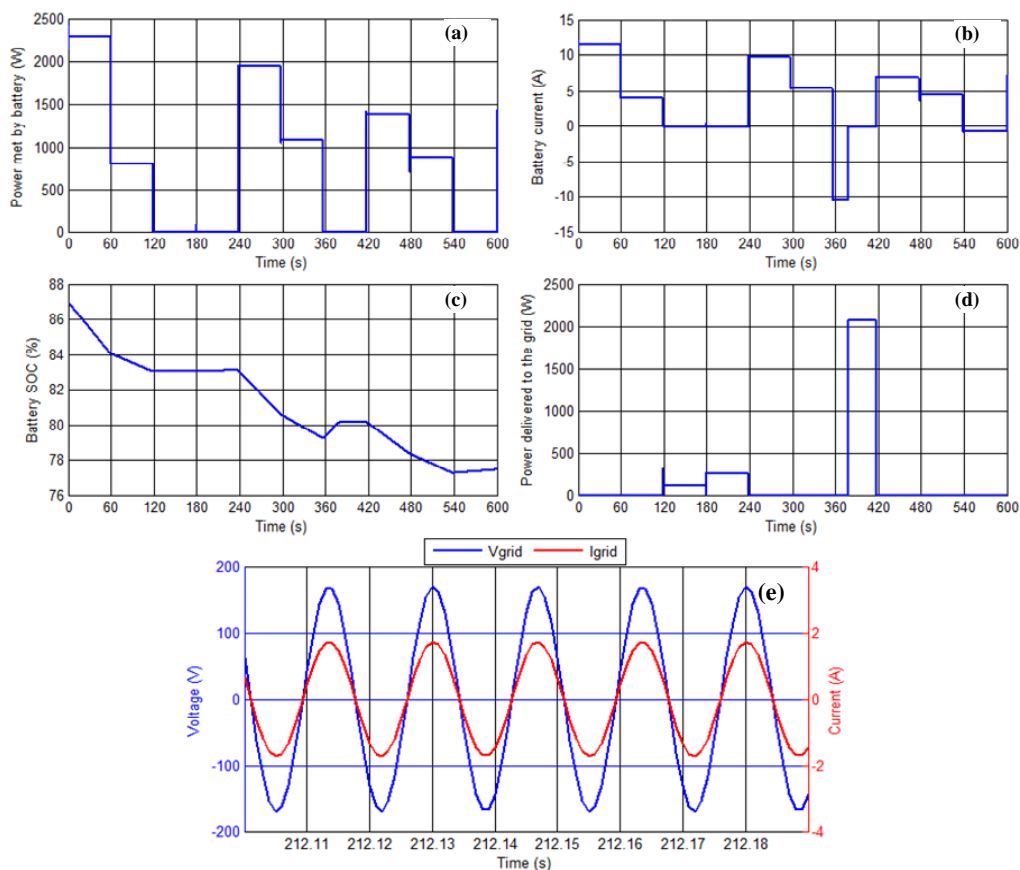 (a)
Power met by battery (W)
2500
2000
1500
1000
500
0
0 60 120 180 240 300 360 420 480 540 600
Time (s)
(b)
Battery current (A)
15
10
5
0
-5
-10
-15
0 60 120 180 240 300 360 420 480 540 600
Time (s)
(c)
Battery SOC (%)
88
86
84
82
80
78
76
0 60 120 180 240 300 360 420 480 540 600
Time (s)
(d)
Power delivered to the grid (W)
2500
2000
1500
1000
500
0
0 60 120 180 240 300 360 420 480 540 600
Time (s)
Vgrid Igrid
(e)
Voltage (V)
200
100
0
-100
-200
Current (A)
4
2
0
-2
-4
212.11 212.12 212.13 212.14 212.15 212.16 212.17 212.18
Time (s)